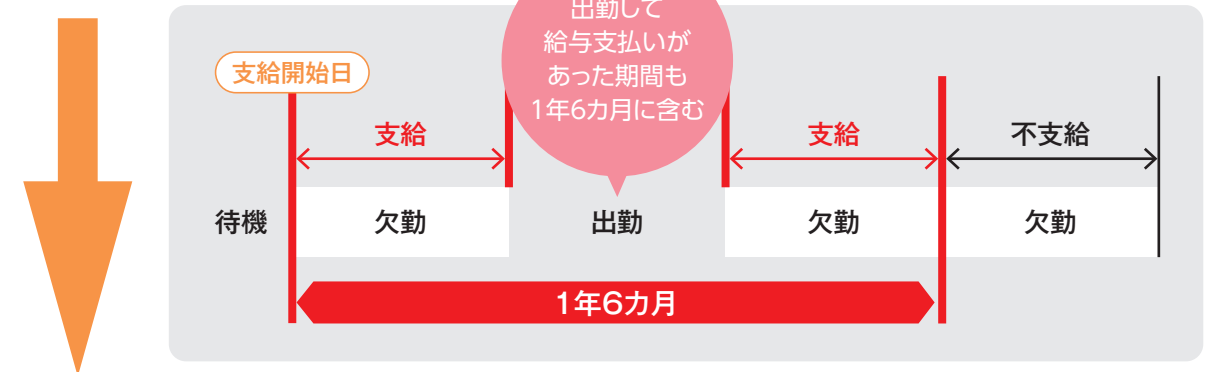 出勤して
給与支払いが
あった期間も
1年6カ月に含む
支給開始日
支給
支給
不支給
待機
欠勤
出勤
欠勤
欠勤
1年6カ月